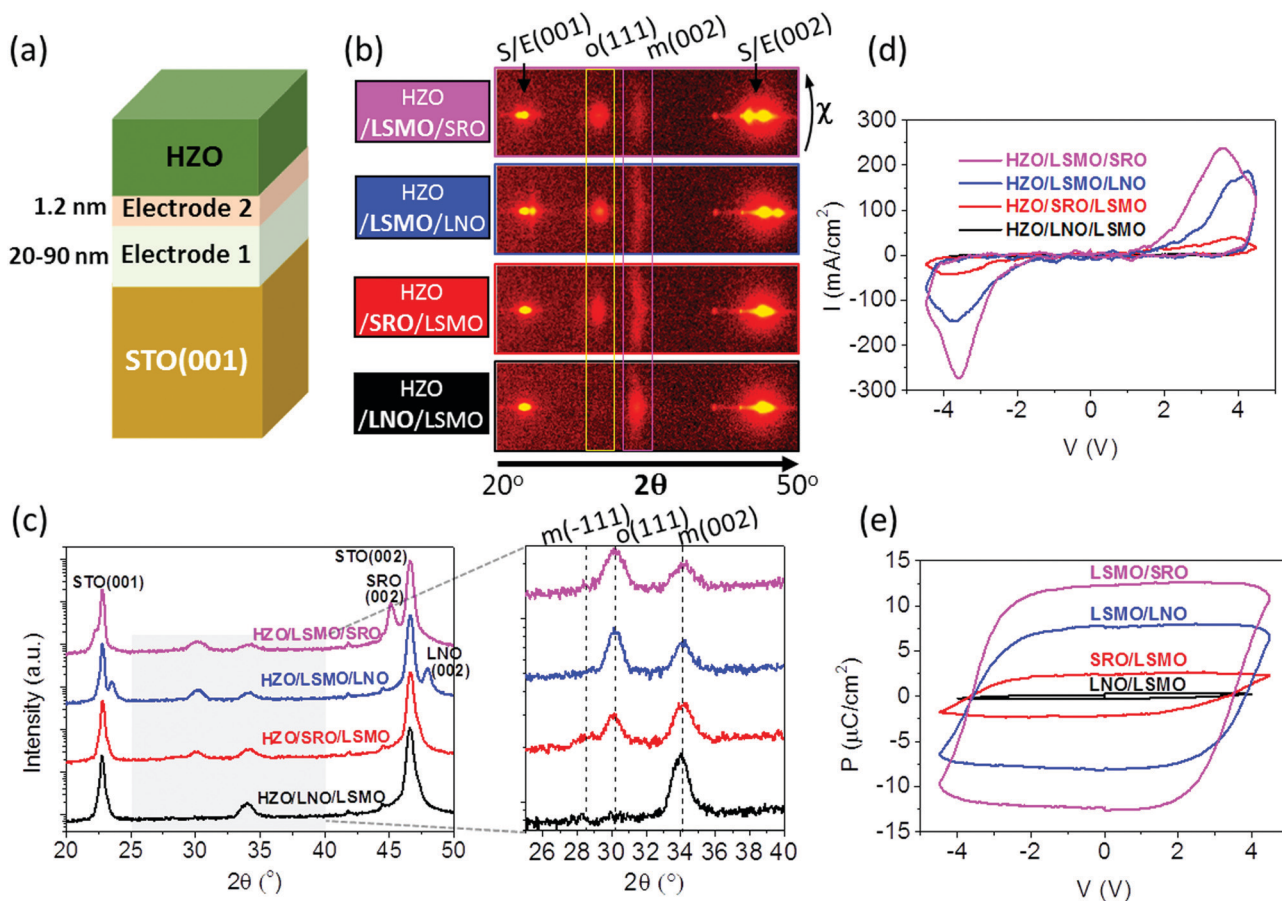 (a)
HZO
1.2 nm
Electrode 2
20-90 nm
Electrode 1
STO(001)
(b)
S/E(001)
o(111)
m(002)
S/E(002)
HZO
/LSMO/SRO
χ
HZO
/LSMO/LNO
HZO
/SRO/LSMO
HZO
/LNO/LSMO
20°
2θ
50°
(d)
300
200
100
0
-100
-200
-300
I (mA/cm²)
HZO/LSMO/SRO
HZO/LSMO/LNO
HZO/SRO/LSMO
HZO/LNO/LSMO
-4 -2 0 2 4
V (V)
(c)
Intensity (a.u.)
STO(001)
STO(002)
SRO
(002)
HZO/LSMO/SRO
LNO
(002)
HZO/LSMO/LNO
HZO/SRO/LSMO
HZO/LNO/LSMO
20 25 30 35 40 45 50
2θ (°)
m(-111)
o(111)
m(002)
26 28 30 32 34 36 38 40
2θ (°)
(e)
15
10
5
0
-5
-10
-15
P (μC/cm²)
LSMO/SRO
LSMO/LNO
SRO/LSMO
LNO/LSMO
-4 -2 0 2 4
V (V)